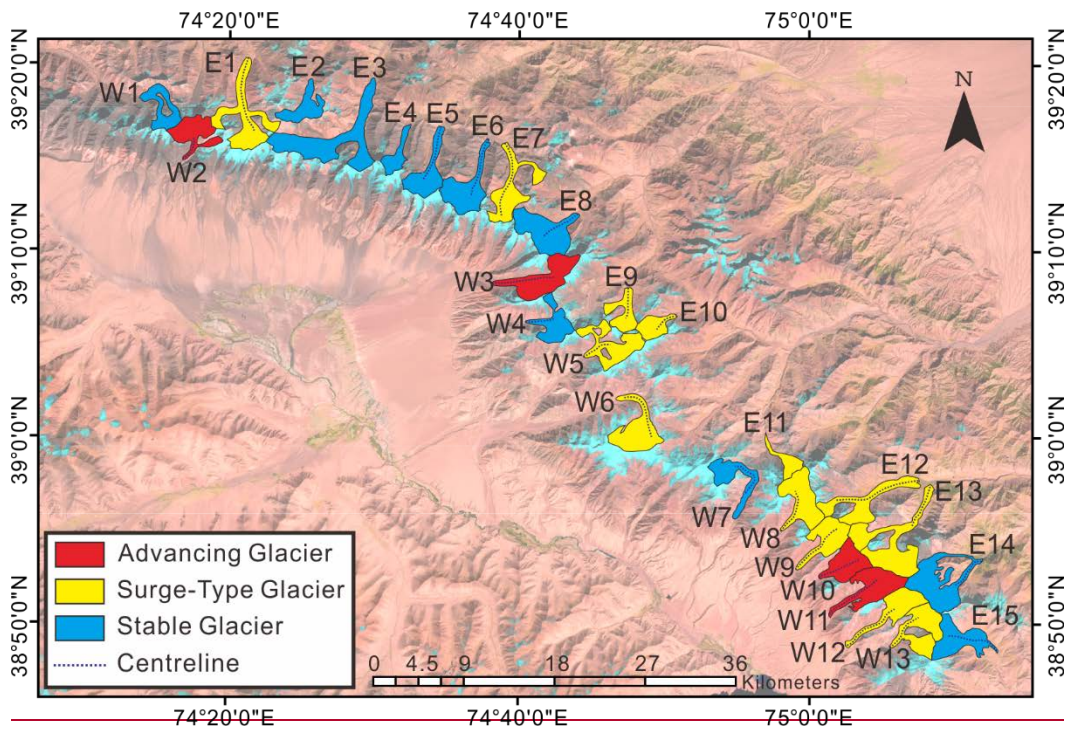 74°20'0"E 74°40'0"E 75°0'0"E
39°20'0"N 39°20'0"N
E1 E2 E3
W1 E4 E5 E6 E7
N
W2
E8
39°10'0"N 39°10'0"N
W3
E9
W4 E10
W5
W6
39°0'0"N 39°0'0"N
E11
E12
E13
W7
W8
W9
E14
W10
W11
E15
W12 W13
38°50'0"N 38°50'0"N
Advancing Glacier
Surge-Type Glacier
Stable Glacier
Centreline
0 4.5 9 18 27 36
Kilometers
74°20'0"E 74°40'0"E 75°0'0"E